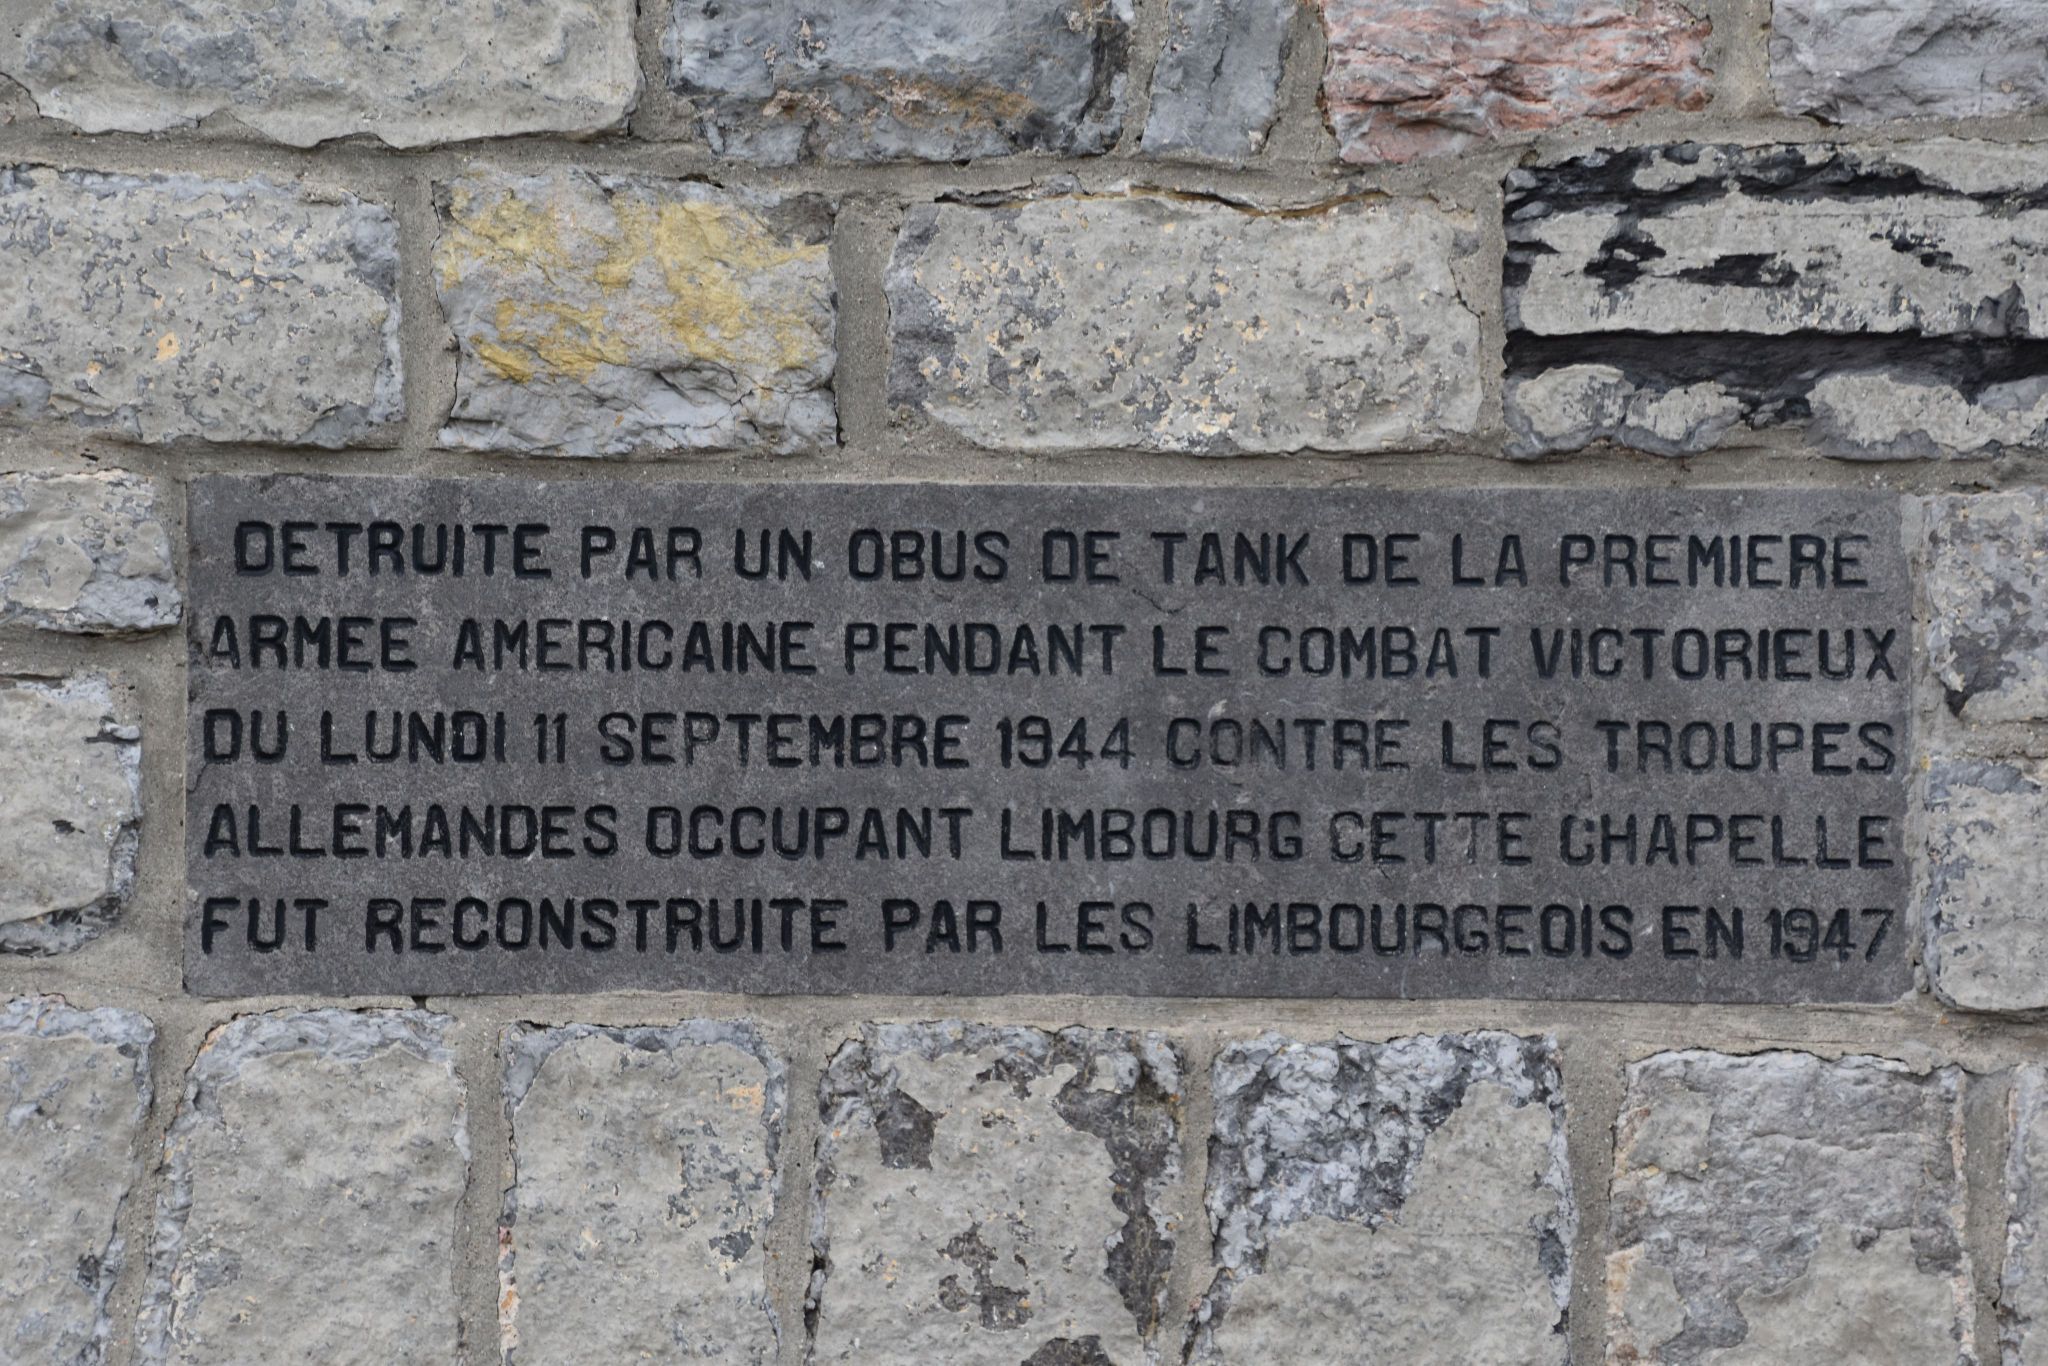 DETRUITE PAR UN OBUS DE TANK DE LA PREMIERE
ARMEE AMERICAINE PENDANT LE COMBAT VICTORIEUX
DU LUNDI 11 SEPTEMBRE 1944 CONTRE LES TROUPES
ALLEMANDES OCCUPANT LIMBOURG CETTE CHAPELLE
FUT RECONSTRUITE PAR LES LIMBOURGEOIS EN 1947